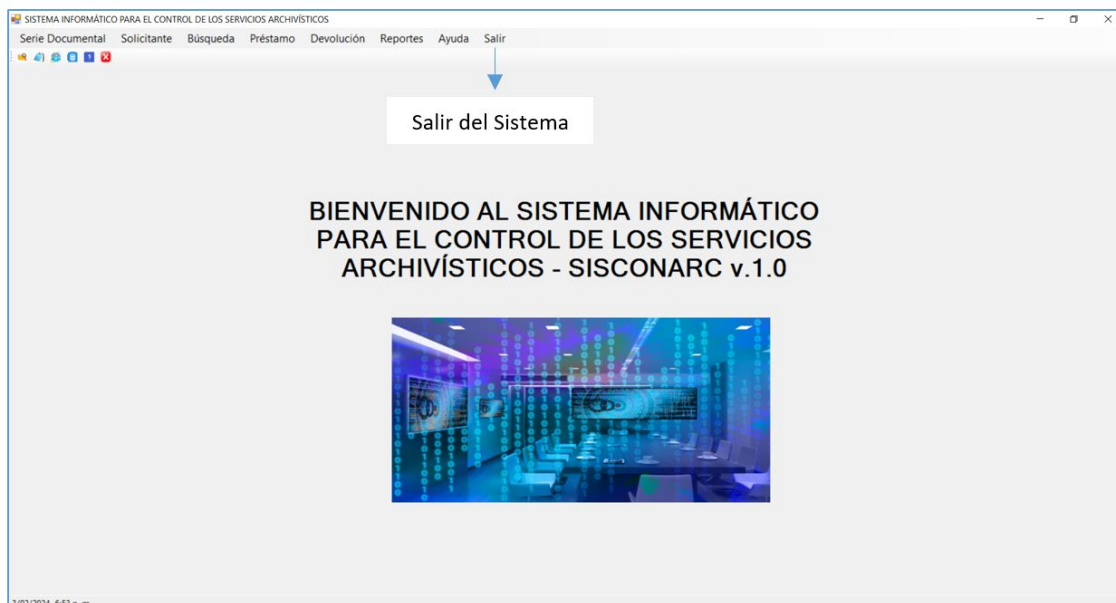 SISTEMA INFORMÁTICO PARA EL CONTROL DE LOS SERVICIOS ARCHIVÍSTICOS
Serie Documental Solicitante Búsqueda Préstamo Devolución Reportes Ayuda Salir
Salir del Sistema
BIENVENIDO AL SISTEMA INFORMÁTICO
PARA EL CONTROL DE LOS SERVICIOS
ARCHIVÍSTICOS - SISCONARC v.1.0